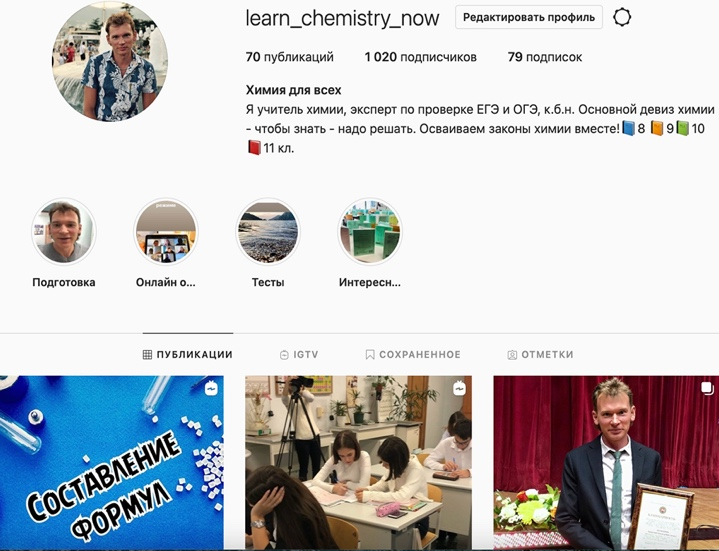 learn_chemistry_now
Редактировать профиль
70 публикаций 1 020 подписчиков 79 подписок
Химия для всех
Я учитель химии, эксперт по проверке ЕГЭ и ОГЭ, к.б.н. Основной девиз химии
- чтобы знать - надо решать. Осваиваем законы химии вместе!📘8 📙9📗10
📕11 кл.
Подготовка Онлайн о... Тесты Интересн...
ПУБЛИКАЦИИ IGTV СОХРАНЕННОЕ ОТМЕТКИ
СОСТАВЛЕНИЕ
ФОРМУЛ